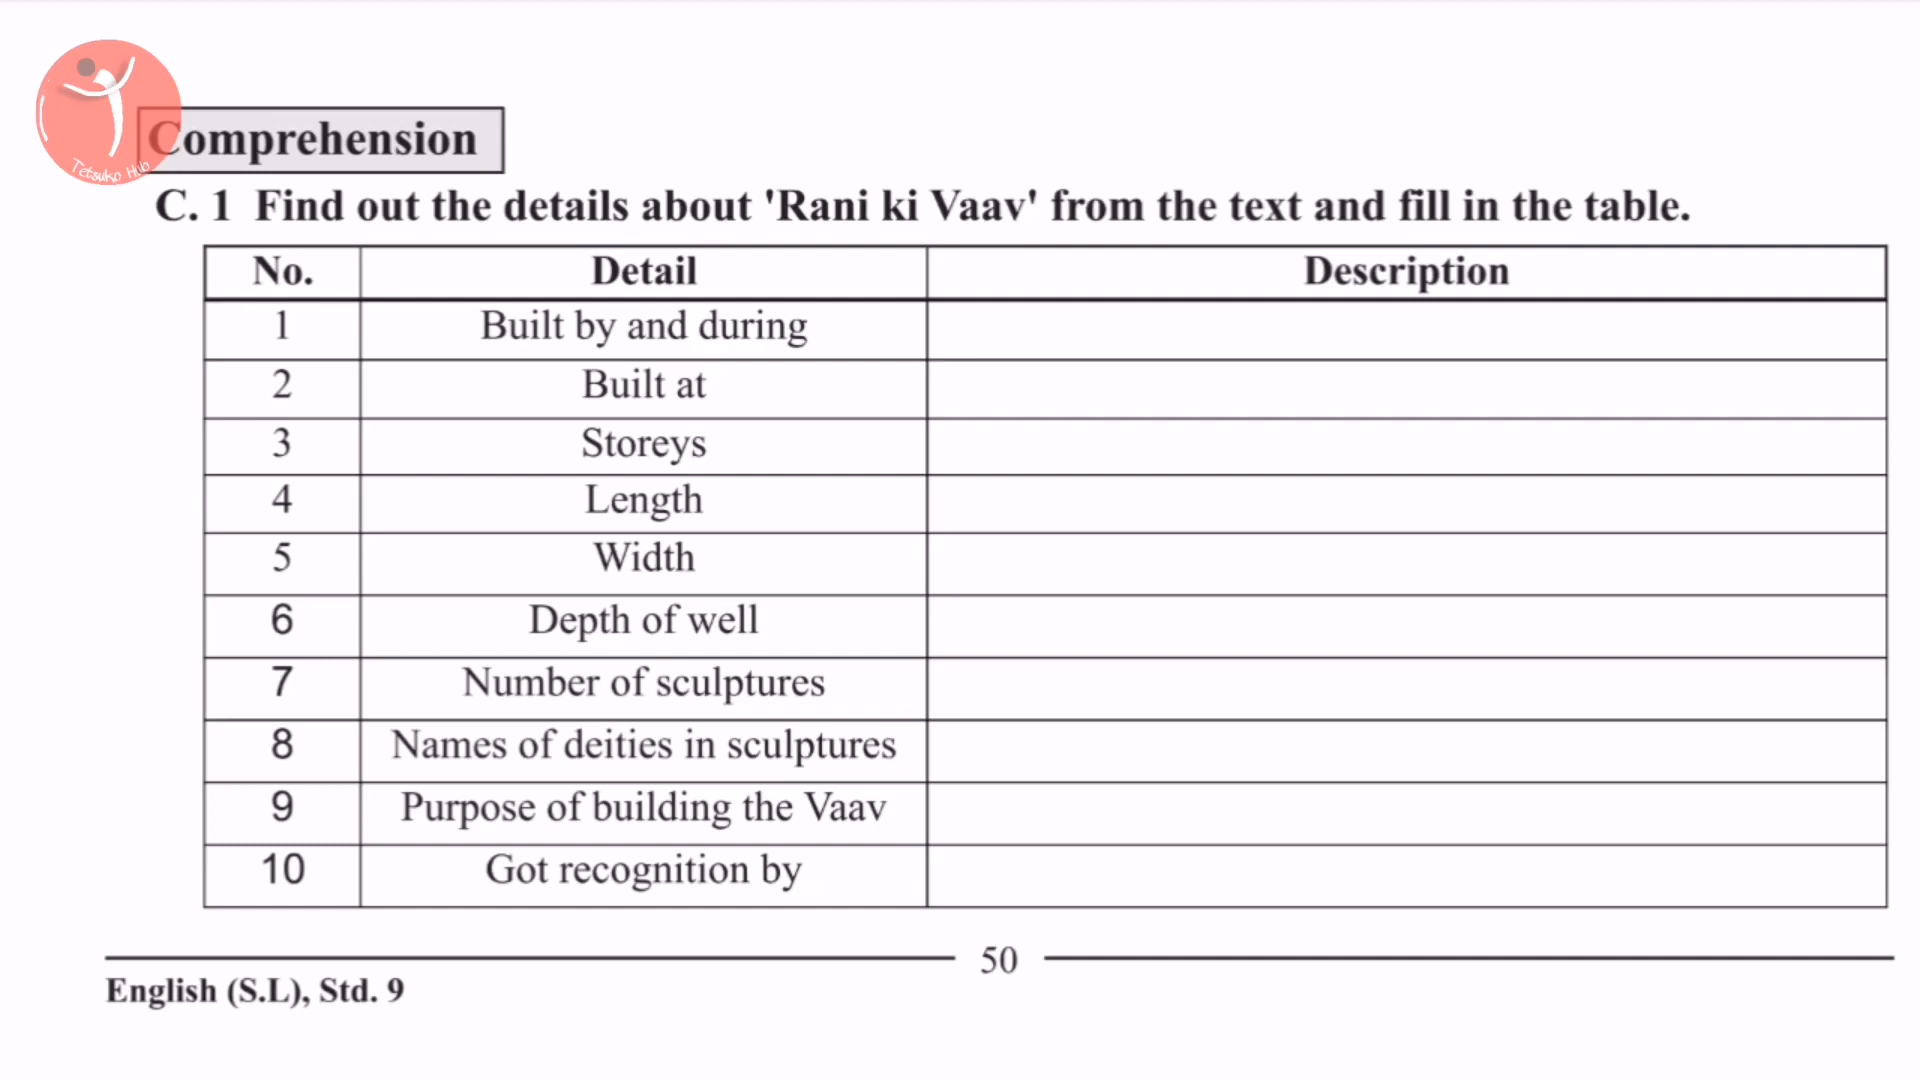 Tetsuko Hub
Comprehension
C. 1 Find out the details about 'Rani ki Vaav' from the text and fill in the table.
No. Detail Description
1 Built by and during
2 Built at
3 Storeys
4 Length
5 Width
6 Depth of well
7 Number of sculptures
8 Names of deities in sculptures
9 Purpose of building the Vaav
10 Got recognition by
50
English (S.L), Std. 9